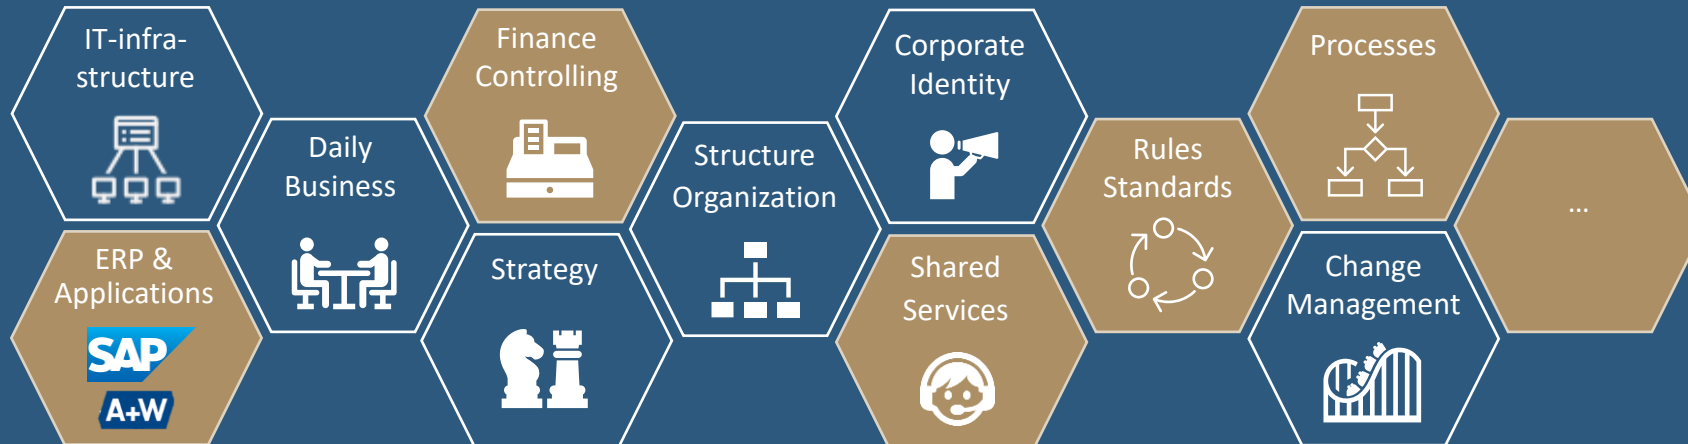 IT-infra-
structure
ERP &
Applications
SAP
A+W
Daily
Business
Finance
Controlling
Strategy
Structure
Organization
Corporate
Identity
Shared
Services
Rules
Standards
Processes
Change
Management
...